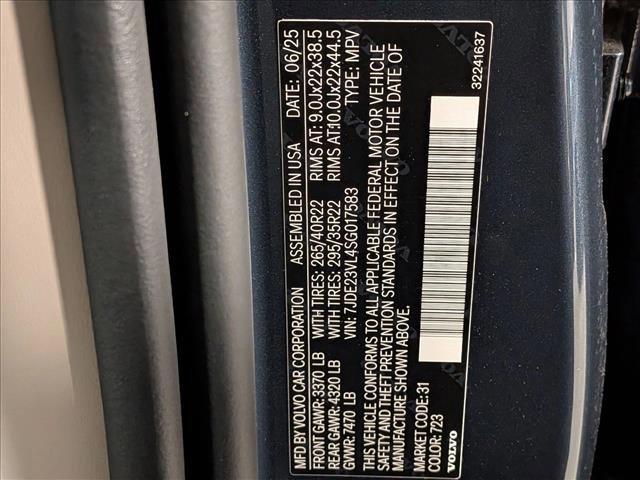 MFD BY VOLVO CAR CORPORATION ASSEMBLED IN USA DATE: 06/25
FRONT GAWR: 3370 LB WITH TIRES: 265/40R22 RIMS AT: 9.0Jx22x38.5
REAR GAWR: 4320 LB WITH TIRES: 295/35R22 RIMS AT:10.0Jx22x44.5
GVWR: 7470 LB VIN: 7JDE23VL4SG017583 TYPE: MPV
THIS VEHICLE CONFORMS TO ALL APPLICABLE FEDERAL MOTOR VEHICLE
SAFETY AND THEFT PREVENTION STANDARDS IN EFFECT ON THE DATE OF
MANUFACTURE SHOWN ABOVE.
MARKET CODE: 31
COLOR: 723
VOLVO 32241637